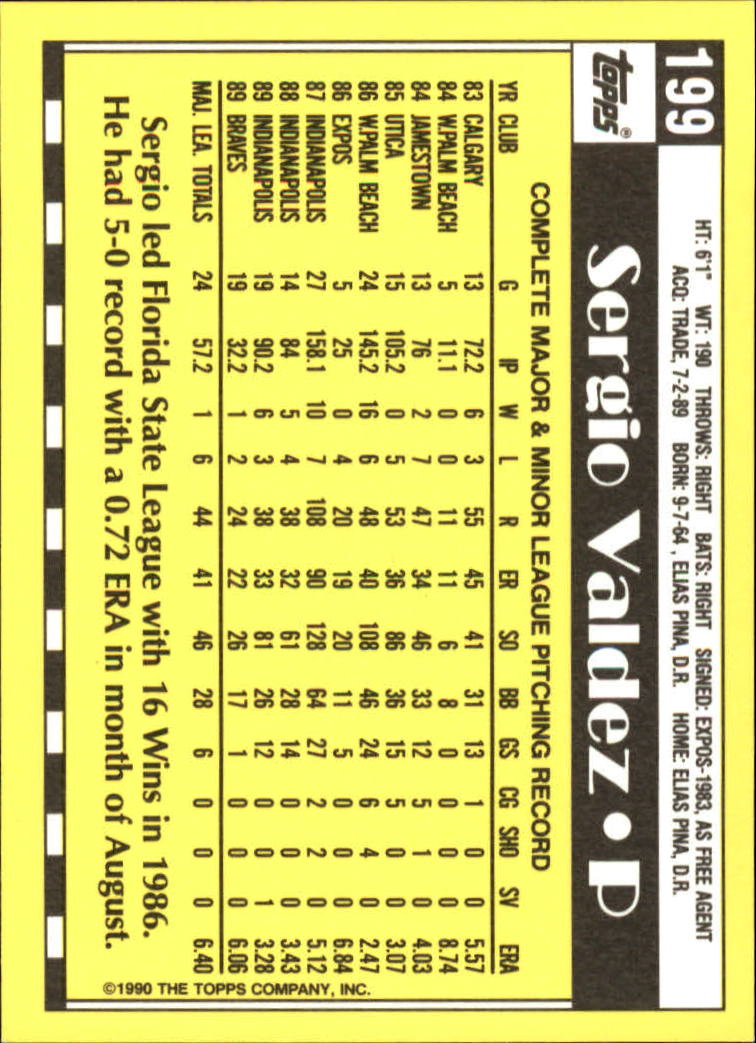 199
HT: 6'1" WT: 190 THROWS: RIGHT BATS: RIGHT SIGNED: EXPOS-1983, AS FREE AGENT
ACQ: TRADE, 7-2-89 BORN: 9-7-64 , ELIAS PINA, D.R. HOME: ELIAS PINA, D.R.
topps®
Sergio Valdez • P
COMPLETE MAJOR & MINOR LEAGUE PITCHING RECORD
YR CLUB G IP W L R ER SO BB GS CG SHO SV ERA
83 CALGARY 13 72.2 6 3 55 45 41 31 13 1 0 0 5.57
84 W.PALM BEACH 5 11.1 0 0 11 11 6 8 0 0 0 0 8.74
84 JAMESTOWN 13 76 2 7 47 34 46 33 12 5 1 0 4.03
85 UTICA 15 105.2 0 5 53 36 86 36 15 5 0 0 3.07
86 W.PALM BEACH 24 145.2 16 6 48 40 108 46 24 6 4 0 2.47
86 EXPOS 5 25 0 4 20 19 20 11 5 0 0 0 6.84
87 INDIANAPOLIS 27 158.1 10 7 108 90 128 64 27 2 2 0 5.12
88 INDIANAPOLIS 14 84 5 4 38 32 61 28 14 0 0 0 3.43
89 INDIANAPOLIS 19 90.2 6 3 38 33 81 26 12 0 0 1 3.28
89 BRAVES 19 32.2 1 2 24 22 26 17 1 0 0 0 6.06
MAJ. LEA. TOTALS 24 57.2 1 6 44 41 46 28 6 0 0 0 6.40
Sergio led Florida State League with 16 Wins in 1986.
He had 5-0 record with a 0.72 ERA in month of August.
©1990 THE TOPPS COMPANY, INC.